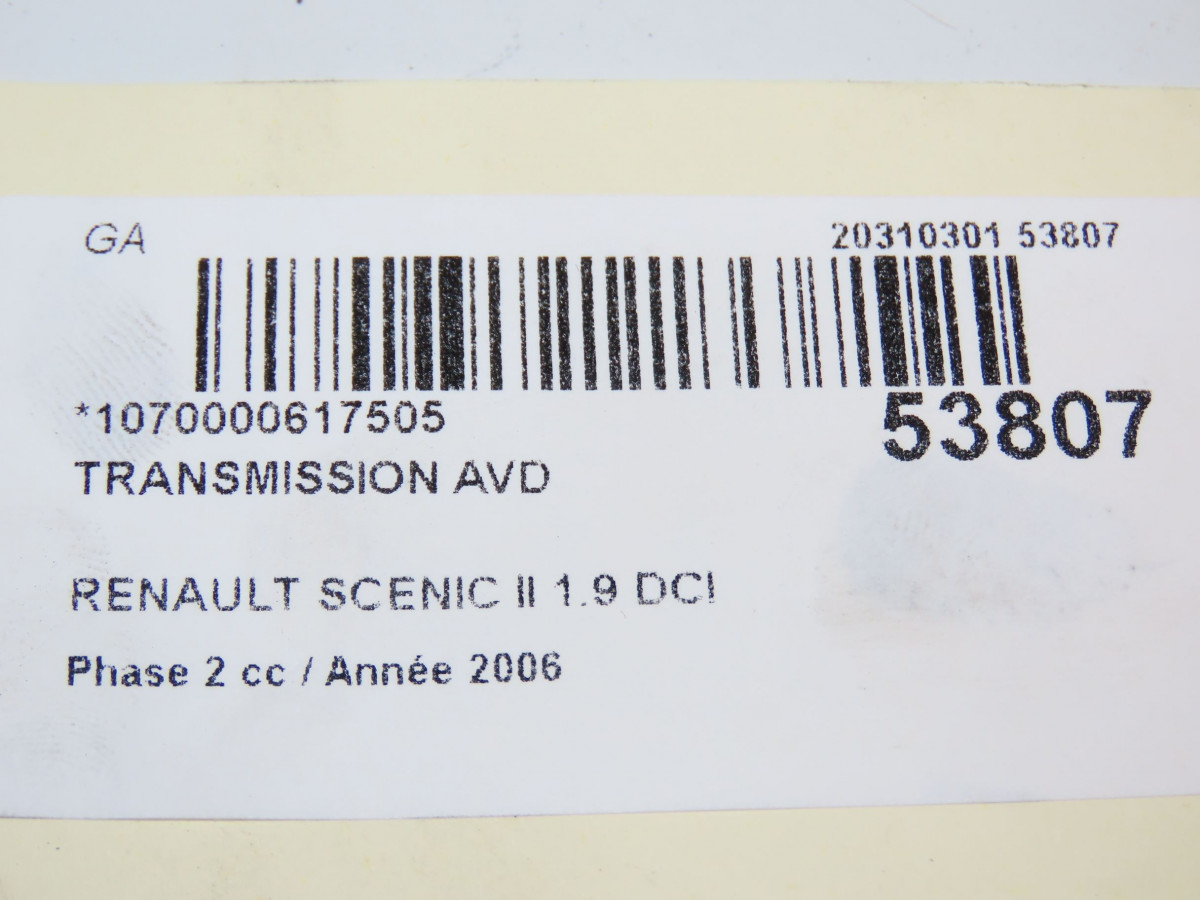 GA
20310301 53807
*1070000617505
53807
TRANSMISSION AVD
RENAULT SCENIC II 1.9 DCI
Phase 2 cc / Année 2006